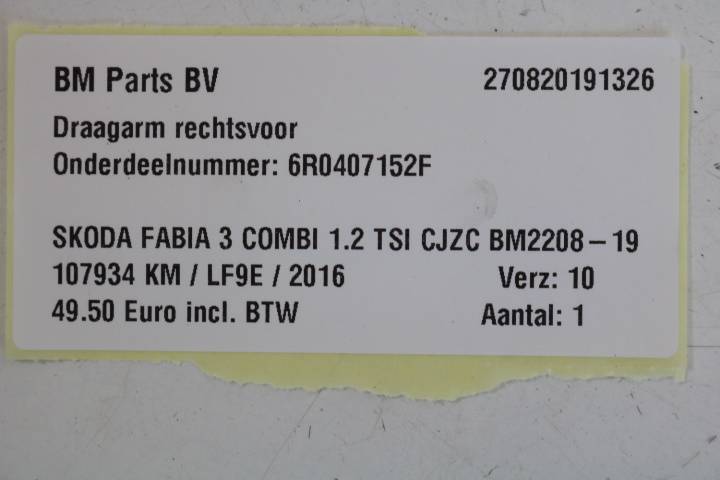 BM Parts BV 270820191326
Draagarm rechtsvoor
Onderdeelnummer: 6R0407152F
SKODA FABIA 3 COMBI 1.2 TSI CJZC BM2208-19
107934 KM / LF9E / 2016 Verz: 10
49.50 Euro incl. BTW Aantal: 1